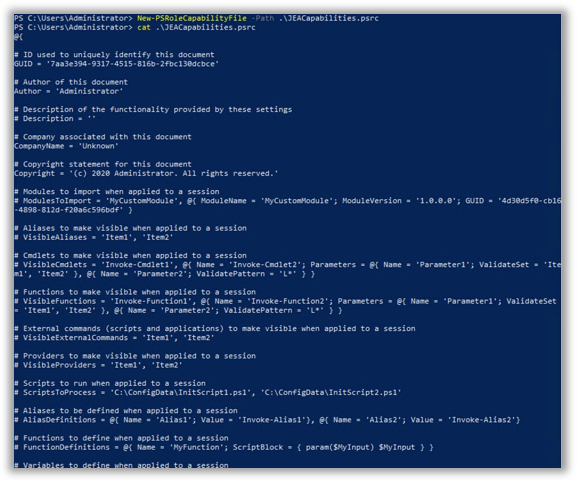 PS C:\Users\Administrator> New-PSRoleCapabilityFile -Path .\JEACapabilities.psrc
PS C:\Users\Administrator> cat .\JEACapabilities.psrc
@{
# ID used to uniquely identify this document
GUID = '7aa3e394-9317-4515-816b-2fbc130dcbce'
# Author of this document
Author = 'Administrator'
# Description of the functionality provided by these settings
# Description = ''
# Company associated with this document
CompanyName = 'Unknown'
# Copyright statement for this document
Copyright = '(c) 2020 Administrator. All rights reserved.'
# Modules to import when applied to a session
# ModulesToImport = 'MyCustomModule', @{ ModuleName = 'MyCustomModule'; ModuleVersion = '1.0.0.0'; GUID = '4d30d5f0-cb16
-4898-812d-f20a6c596bdf' }
# Aliases to make visible when applied to a session
# VisibleAliases = 'Item1', 'Item2'
# Cmdlets to make visible when applied to a session
# VisibleCmdlets = 'Invoke-Cmdlet1', @{ Name = 'Invoke-Cmdlet2'; Parameters = @{ Name = 'Parameter1'; ValidateSet = 'Ite
m1', 'Item2' }, @{ Name = 'Parameter2'; ValidatePattern = 'L*' } }
# Functions to make visible when applied to a session
# VisibleFunctions = 'Invoke-Function1', @{ Name = 'Invoke-Function2'; Parameters = @{ Name = 'Parameter1'; ValidateSet
= 'Item1', 'Item2' }, @{ Name = 'Parameter2'; ValidatePattern = 'L*' } }
# External commands (scripts and applications) to make visible when applied to a session
# VisibleExternalCommands = 'Item1', 'Item2'
# Providers to make visible when applied to a session
# VisibleProviders = 'Item1', 'Item2'
# Scripts to run when applied to a session
# ScriptsToProcess = 'C:\ConfigData\InitScript1.ps1', 'C:\ConfigData\InitScript2.ps1'
# Aliases to be defined when applied to a session
# AliasDefinitions = @{ Name = 'Alias1'; Value = 'Invoke-Alias1'}, @{ Name = 'Alias2'; Value = 'Invoke-Alias2'}
# Functions to define when applied to a session
# FunctionDefinitions = @{ Name = 'MyFunction'; ScriptBlock = { param($MyInput) $MyInput } }
# Variables to define when applied to a session